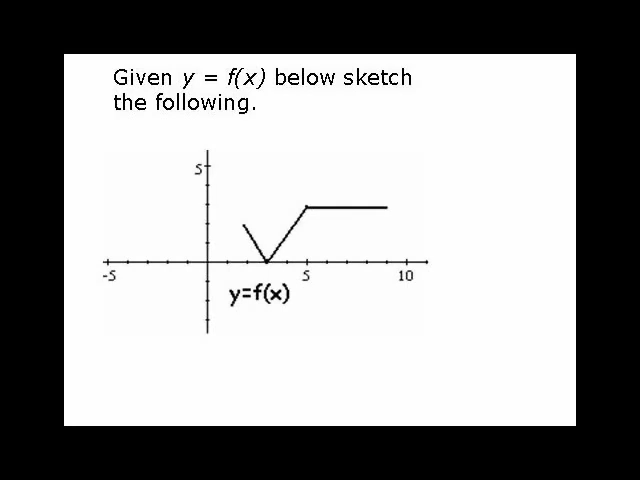 Given y = f(x) below sketch
the following.
5
-5
5
10
y=f(x)